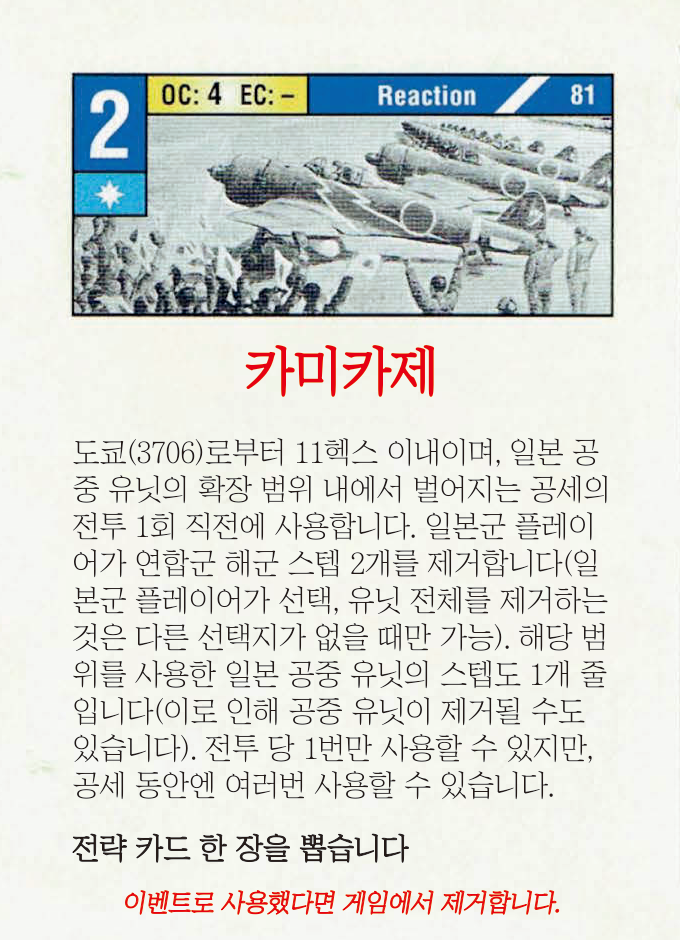 2
OC: 4 EC: –
Reaction
81
카미카제
도쿄(3706)로부터 11헥스 이내이며, 일본 공
중 유닛의 확장 범위 내에서 벌어지는 공세의
전투 1회 직전에 사용합니다. 일본군 플레이
어가 연합군 해군 스텝 2개를 제거합니다(일
본군 플레이어가 선택, 유닛 전체를 제거하는
것은 다른 선택지가 없을 때만 가능). 해당 범
위를 사용한 일본 공중 유닛의 스텝도 1개 줄
입니다(이로 인해 공중 유닛이 제거될 수도
있습니다). 전투 당 1번만 사용할 수 있지만,
공세 동안엔 여러번 사용할 수 있습니다.
전략 카드 한 장을 뽑습니다
이벤트로 사용했다면 게임에서 제거합니다.